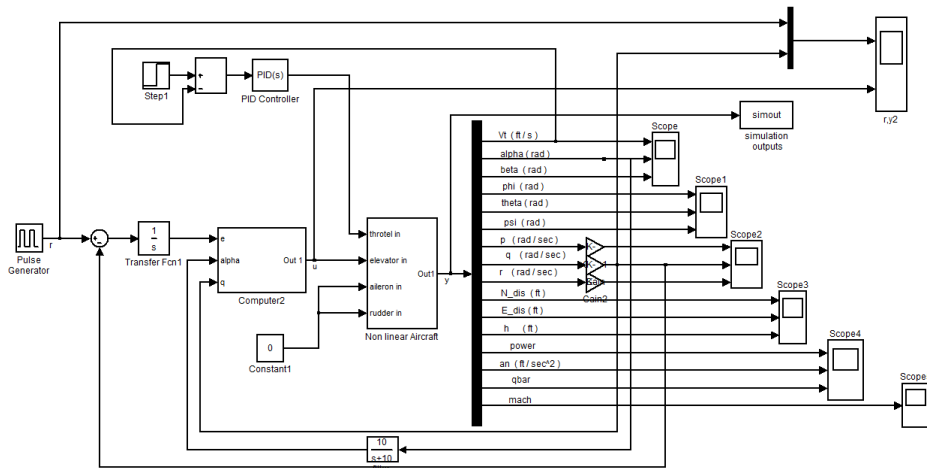 Step1
PID(s)
PID Controller
r,y2
simout
simulation
outputs
Vt (ft / s)
alpha (rad )
beta ( rad )
Scope
phi ( rad )
theta ( rad )
psi ( rad )
Scope1
p ( rad / sec)
q ( rad / sec)
r ( rad / sec )
K-
K-
Gain2
Scope2
N_dis (ft )
E_dis ( ft )
h (ft )
Scope3
power
an ( ft / sec^2 )
qbar
mach
Scope4
Scope
Pulse
Generator
r
1
s
Transfer Fcn1
e
alpha
q
Out 1
Computer2
u
throtel in
elevator in
aileron in
rudder in
Out1
Non linear Aircraft
y
0
Constant1
10
s+10